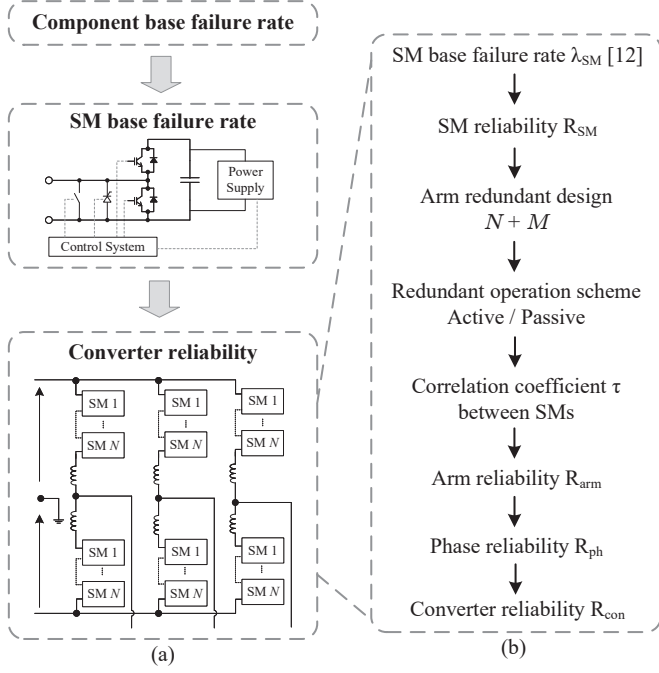 Component base failure rate
SM base failure rate
Power
Supply
Control System
Converter reliability
SM 1
SM 1
SM 1
SM N
SM N
SM N
SM 1
SM 1
SM 1
SM N
SM N
SM N
(a)
SM base failure rate λSM [12]
SM reliability RSM
Arm redundant design
N + M
Redundant operation scheme
Active / Passive
Correlation coefficient τ
between SMs
Arm reliability Rarm
Phase reliability Rph
Converter reliability Rcon
(b)